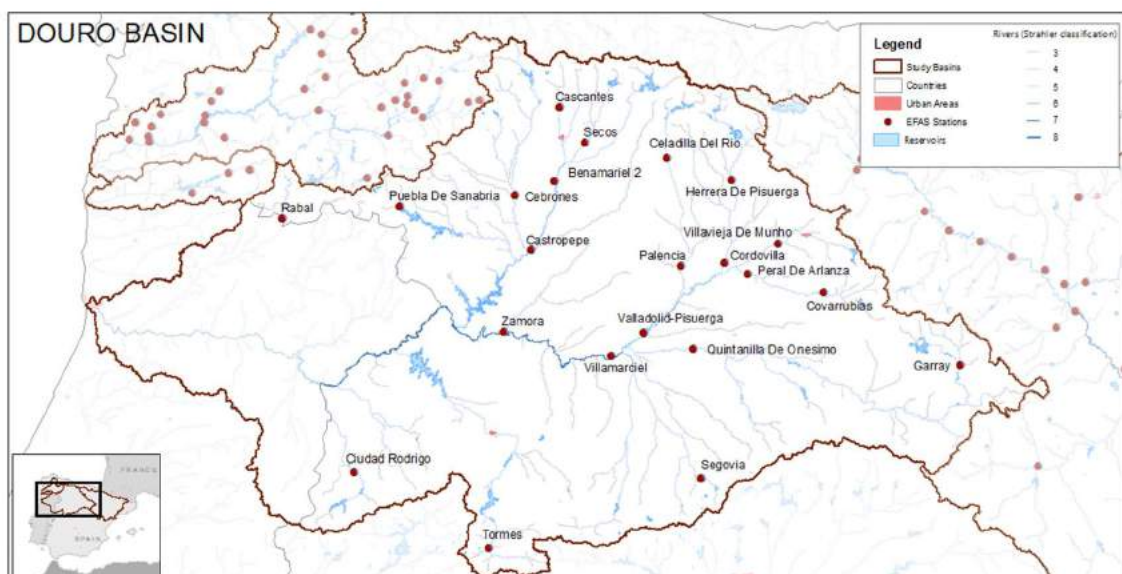 DOURO BASIN
Legend
Study Basins
Countries
Urban Areas
EFAS Stations
Reservoirs
Rivers (Strahler classification)
3
4
5
6
7
8
Cascantes
Secos
Celadilla Del Rio
Benamariel 2
Herrera De Pisuerga
Puebla De Sanabria
Cebrones
Rabal
Villavieja De Munho
Castropepe
Palencia
Cordovilla
Peral De Arlanza
Covarrubias
Zamora
Valladolid-Pisuerga
Villamarciel
Quintanilla De Onesimo
Garray
Ciudad Rodrigo
Segovia
Tormes
FRANCE
SPAIN